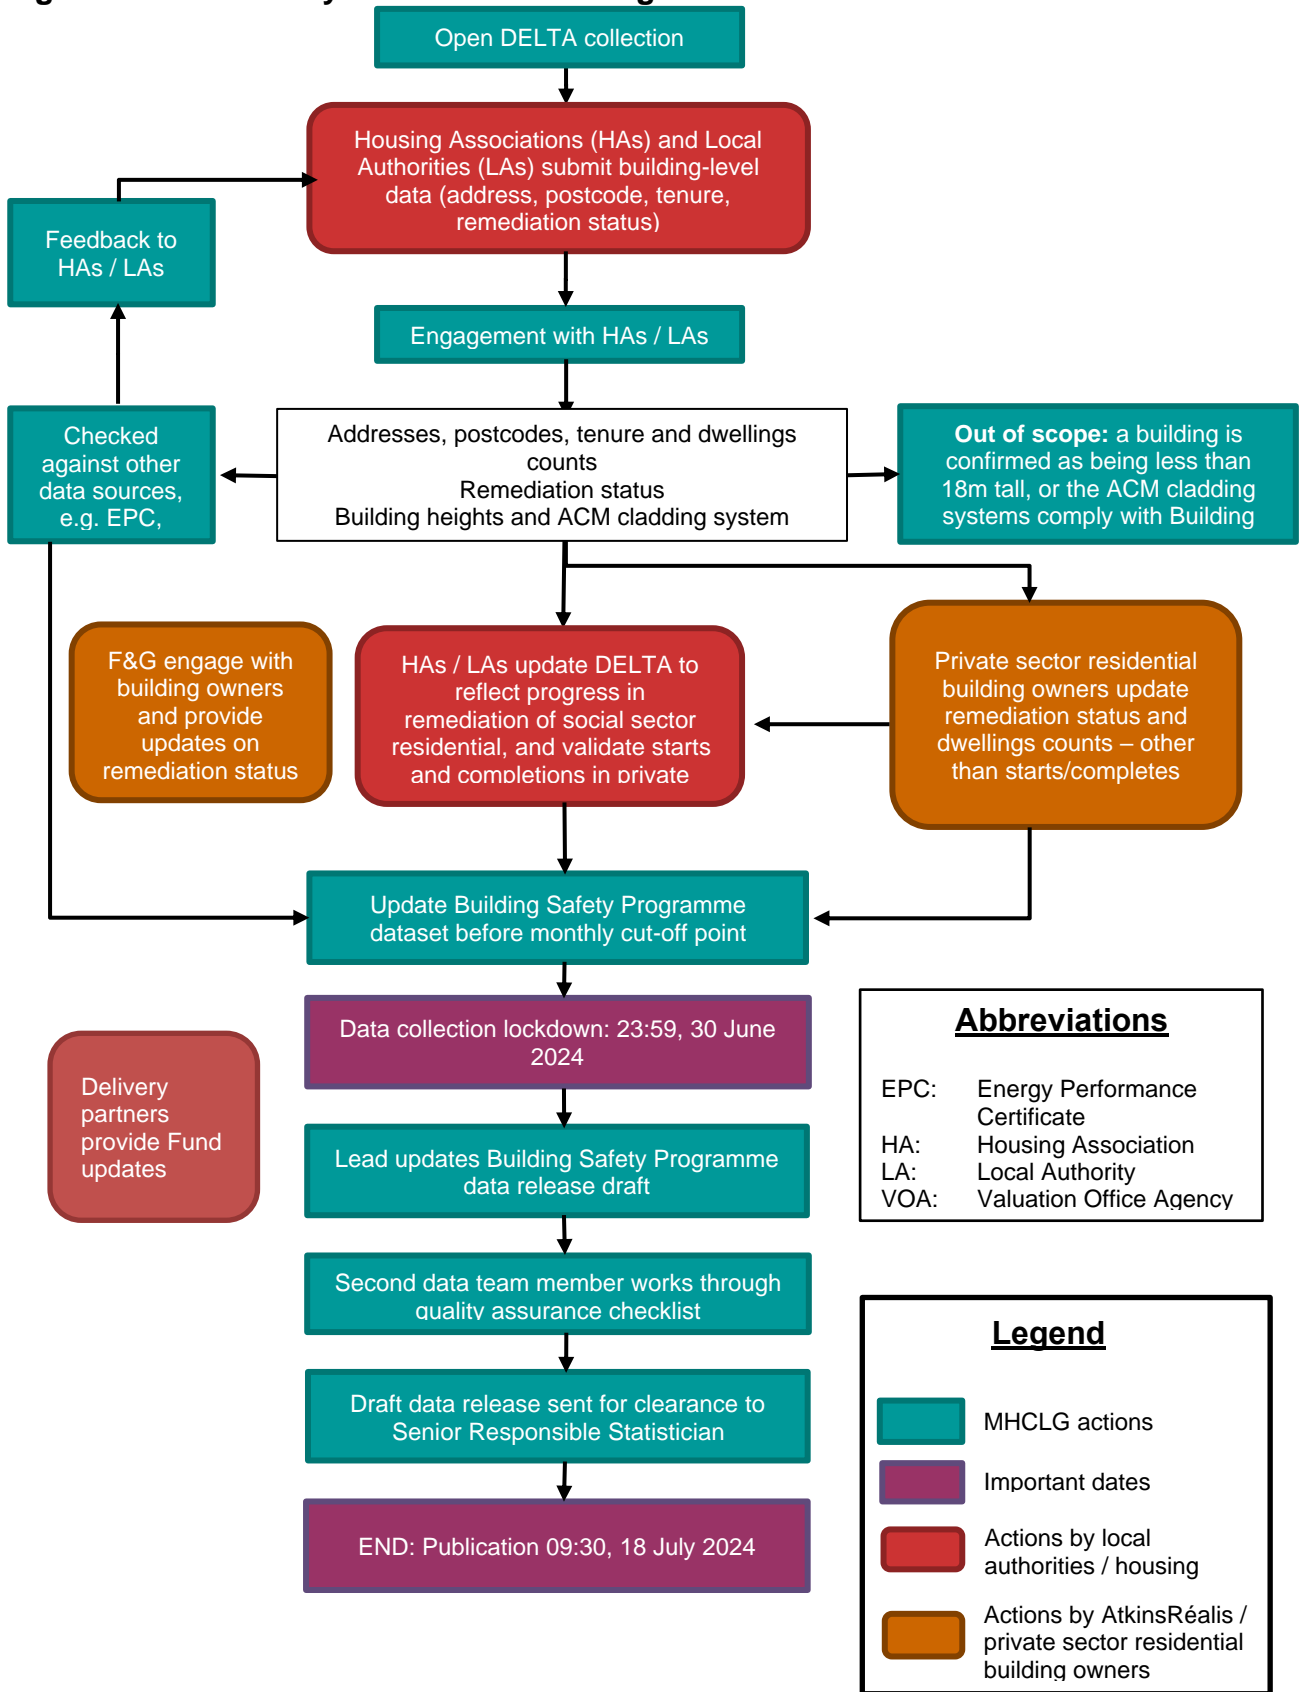 Open DELTA collection
Housing Associations (HAs) and Local
Authorities (LAs) submit building-level
data (address, postcode, tenure,
remediation status)
Feedback to
HAs / LAs
Engagement with HAs / LAs
Checked
against other
data sources,
e.g. EPC,
Addresses, postcodes, tenure and dwellings
counts
Remediation status
Building heights and ACM cladding system
Out of scope: a building is
confirmed as being less than
18m tall, or the ACM cladding
systems comply with Building
F&G engage with
building owners
and provide
updates on
remediation status
HAs / LAs update DELTA to
reflect progress in
remediation of social sector
residential, and validate starts
and completions in private
Private sector residential
building owners update
remediation status and
dwellings counts – other
than starts/completes
Update Building Safety Programme
dataset before monthly cut-off point
Data collection lockdown: 23:59, 30 June
2024
Delivery
partners
provide Fund
updates
Lead updates Building Safety Programme
data release draft
Second data team member works through
quality assurance checklist
Draft data release sent for clearance to
Senior Responsible Statistician
END: Publication 09:30, 18 July 2024
Abbreviations
EPC: Energy Performance
Certificate
HA: Housing Association
LA: Local Authority
VOA: Valuation Office Agency
Legend
MHCLG actions
Important dates
Actions by local
authorities / housing
Actions by AtkinsRéalis /
private sector residential
building owners